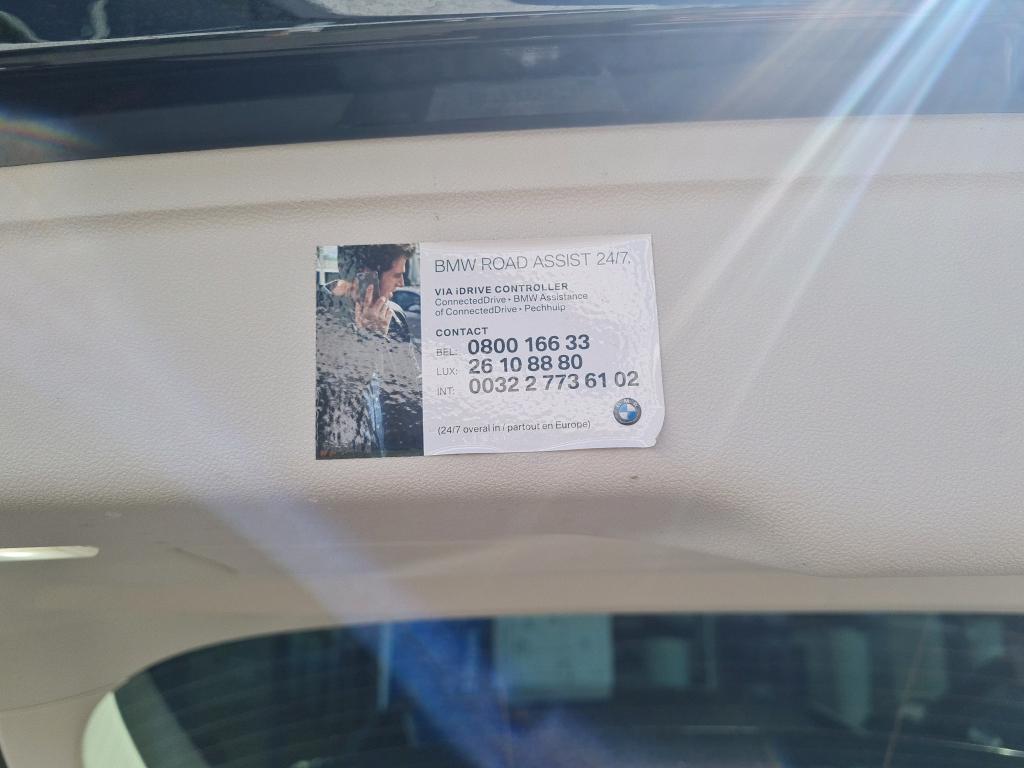 BMW ROAD ASSIST 24/7.
VIA iDRIVE CONTROLLER
ConnectedDrive • BMW Assistance
of ConnectedDrive • Pechhulp
CONTACT
BEL: 0800 166 33
LUX: 26 10 88 80
INT: 0032 2 773 61 02
(24/7 overal in / partout en Europe)